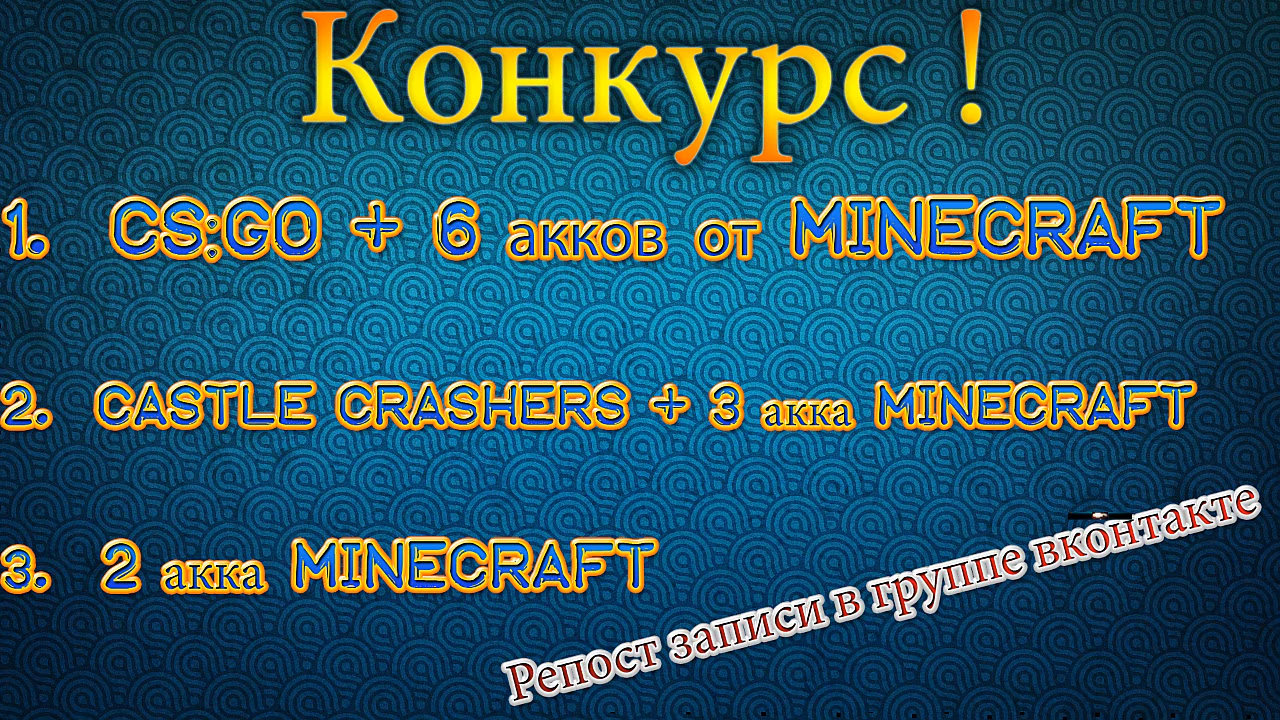 Конкурс !
1. CS:GO + 6 акков от MINECRAFT
2. CASTLE CRASHERS + 3 акка MINECRAFT
3. 2 акка MINECRAFT
Репост записи в группе вконтакте